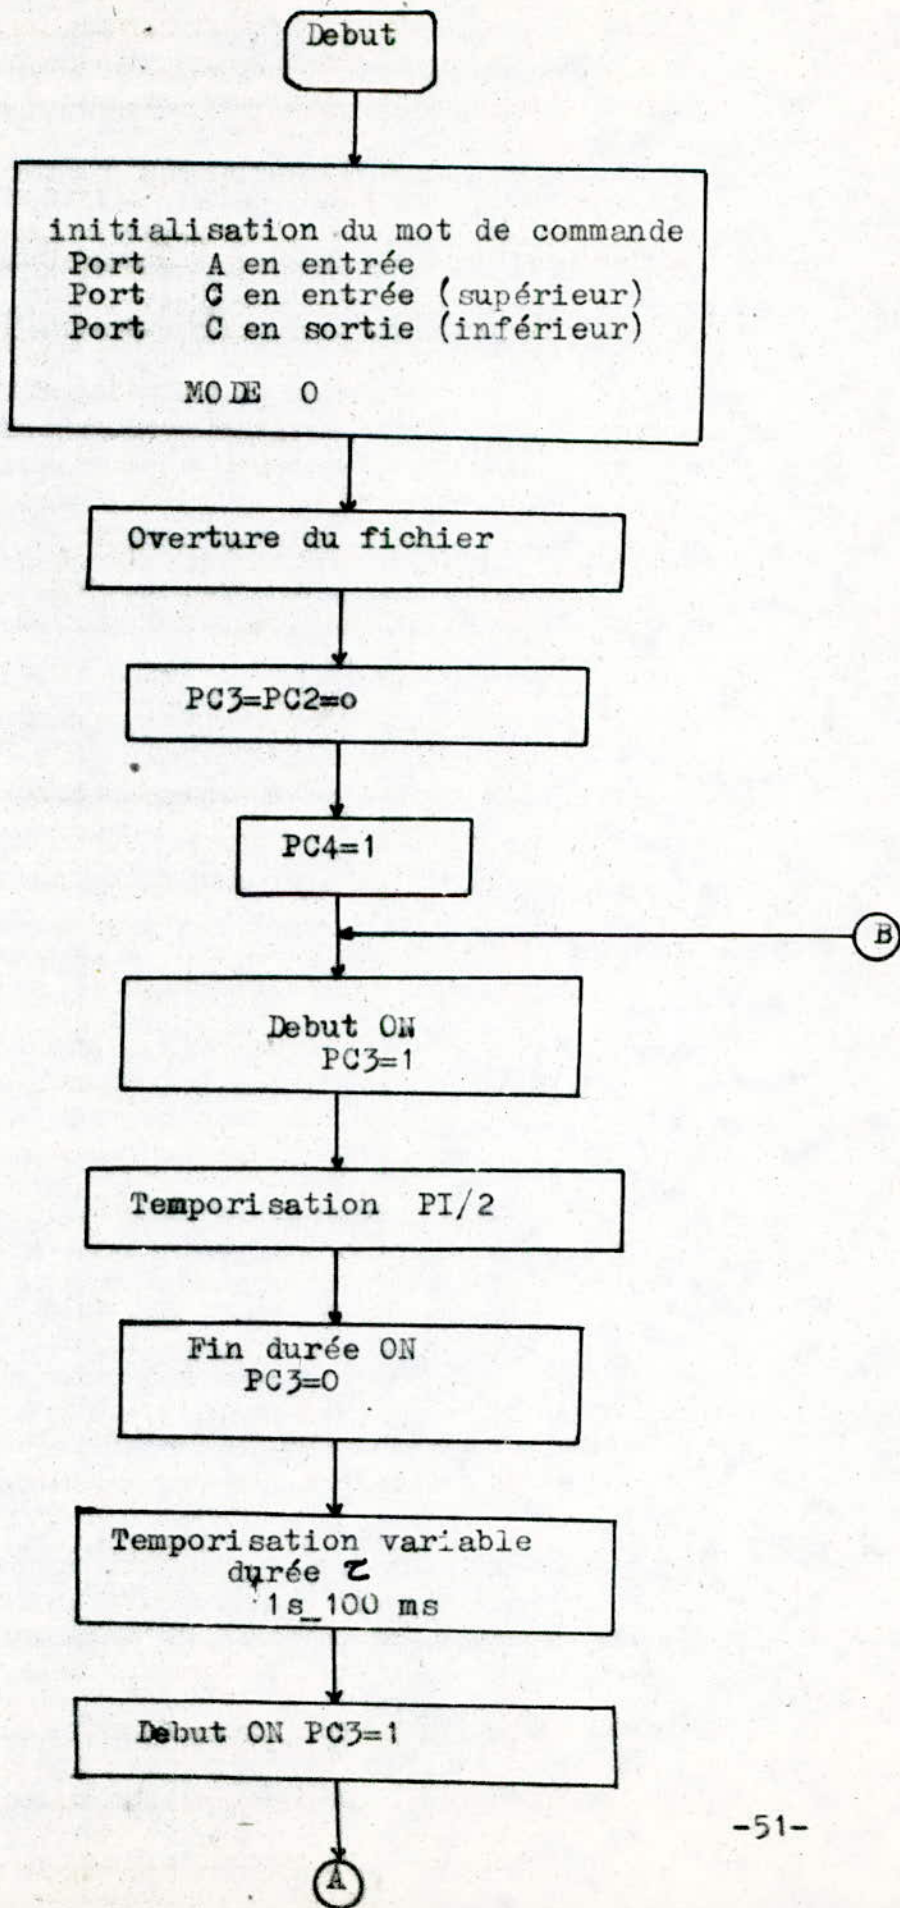 Debut
initialisation du mot de commande
Port A en entrée
Port C en entrée (supérieur)
Port C en sortie (inférieur)
MODE 0
Overture du fichier
PC3=PC2=o
PC4=1
B
Debut ON
PC3=1
Temporisation PI/2
Fin durée ON
PC3=0
Temporisation variable
durée τ
1s_100 ms
Debut ON PC3=1
-51-
A